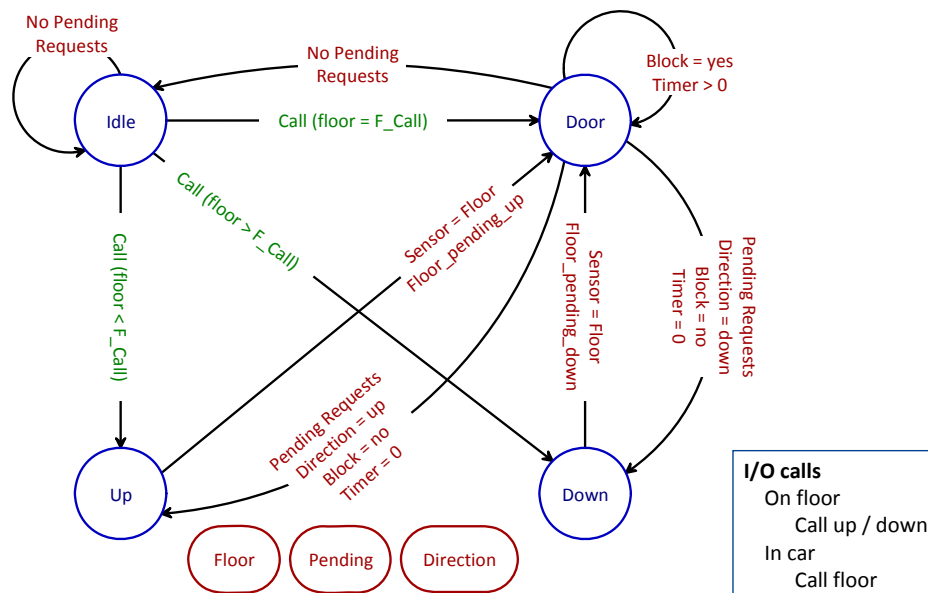 No Pending
Requests
No Pending
Requests
Block = yes
Timer > 0
Idle
Call (floor = F_Call)
Door
Call (floor > F_Call)
Call (floor < F_Call)
Sensor = Floor
Floor_pending_up
Sensor = Floor
Floor_pending_down
Pending Requests
Direction = down
Block = no
Timer = 0
Pending Requests
Direction = up
Block = no
Timer = 0
Up
Down
Floor
Pending
Direction
I/O calls
On floor
Call up / down
In car
Call floor